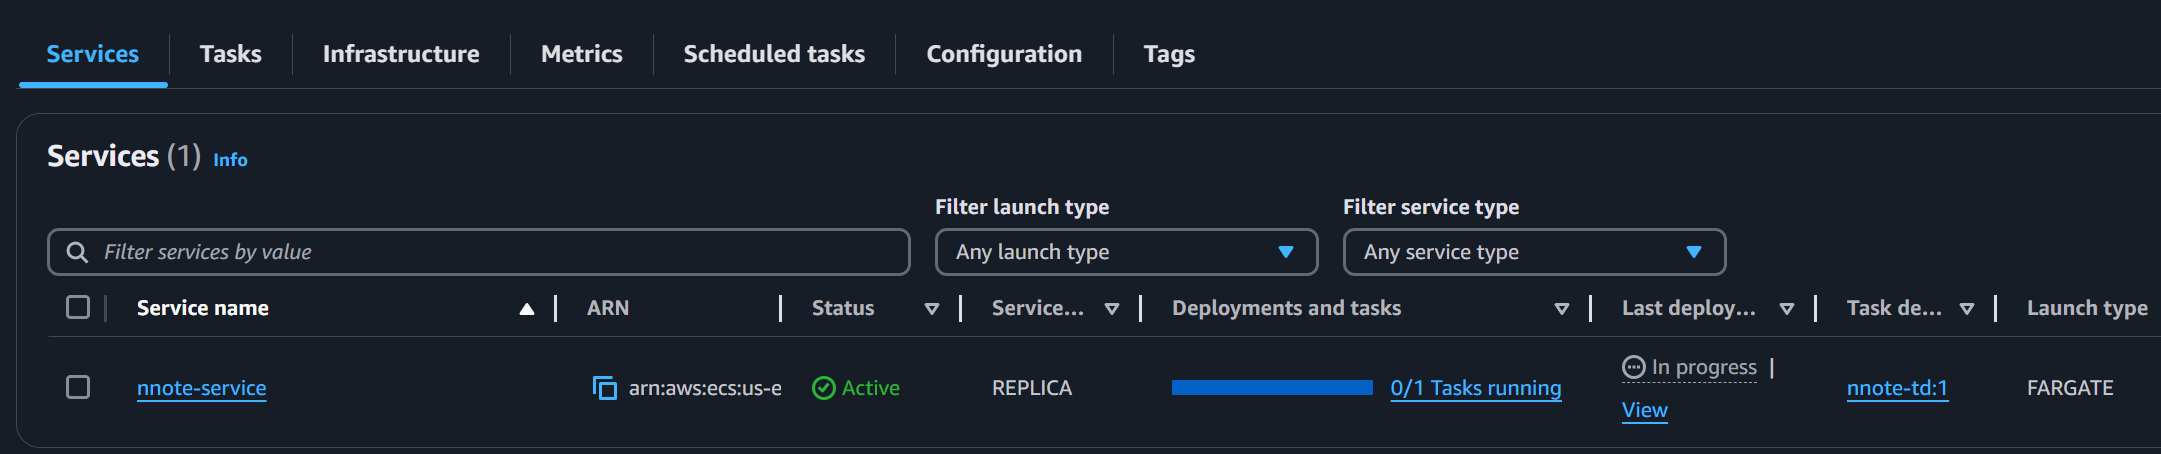 Services Tasks Infrastructure Metrics Scheduled tasks Configuration Tags
Services (1) Info
Filter launch type Filter service type
Filter services by value Any launch type Any service type
Service name ARN Status Service... Deployments and tasks Last deploy... Task de... Launch type
In progress |
nnote-service arn:aws:ecs:us-e Active REPLICA 0/1 Tasks running nnote-td:1 FARGATE
View